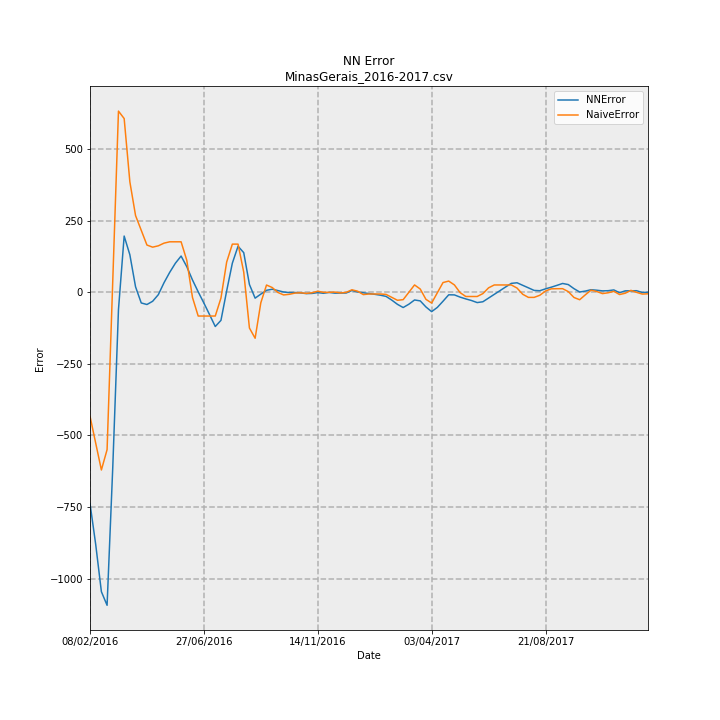 NN Error
MinasGerais_2016-2017.csv
NNError
NaiveError
500
250
0
−250
−500
−750
−1000
Error
08/02/2016
27/06/2016
14/11/2016
03/04/2017
21/08/2017
Date